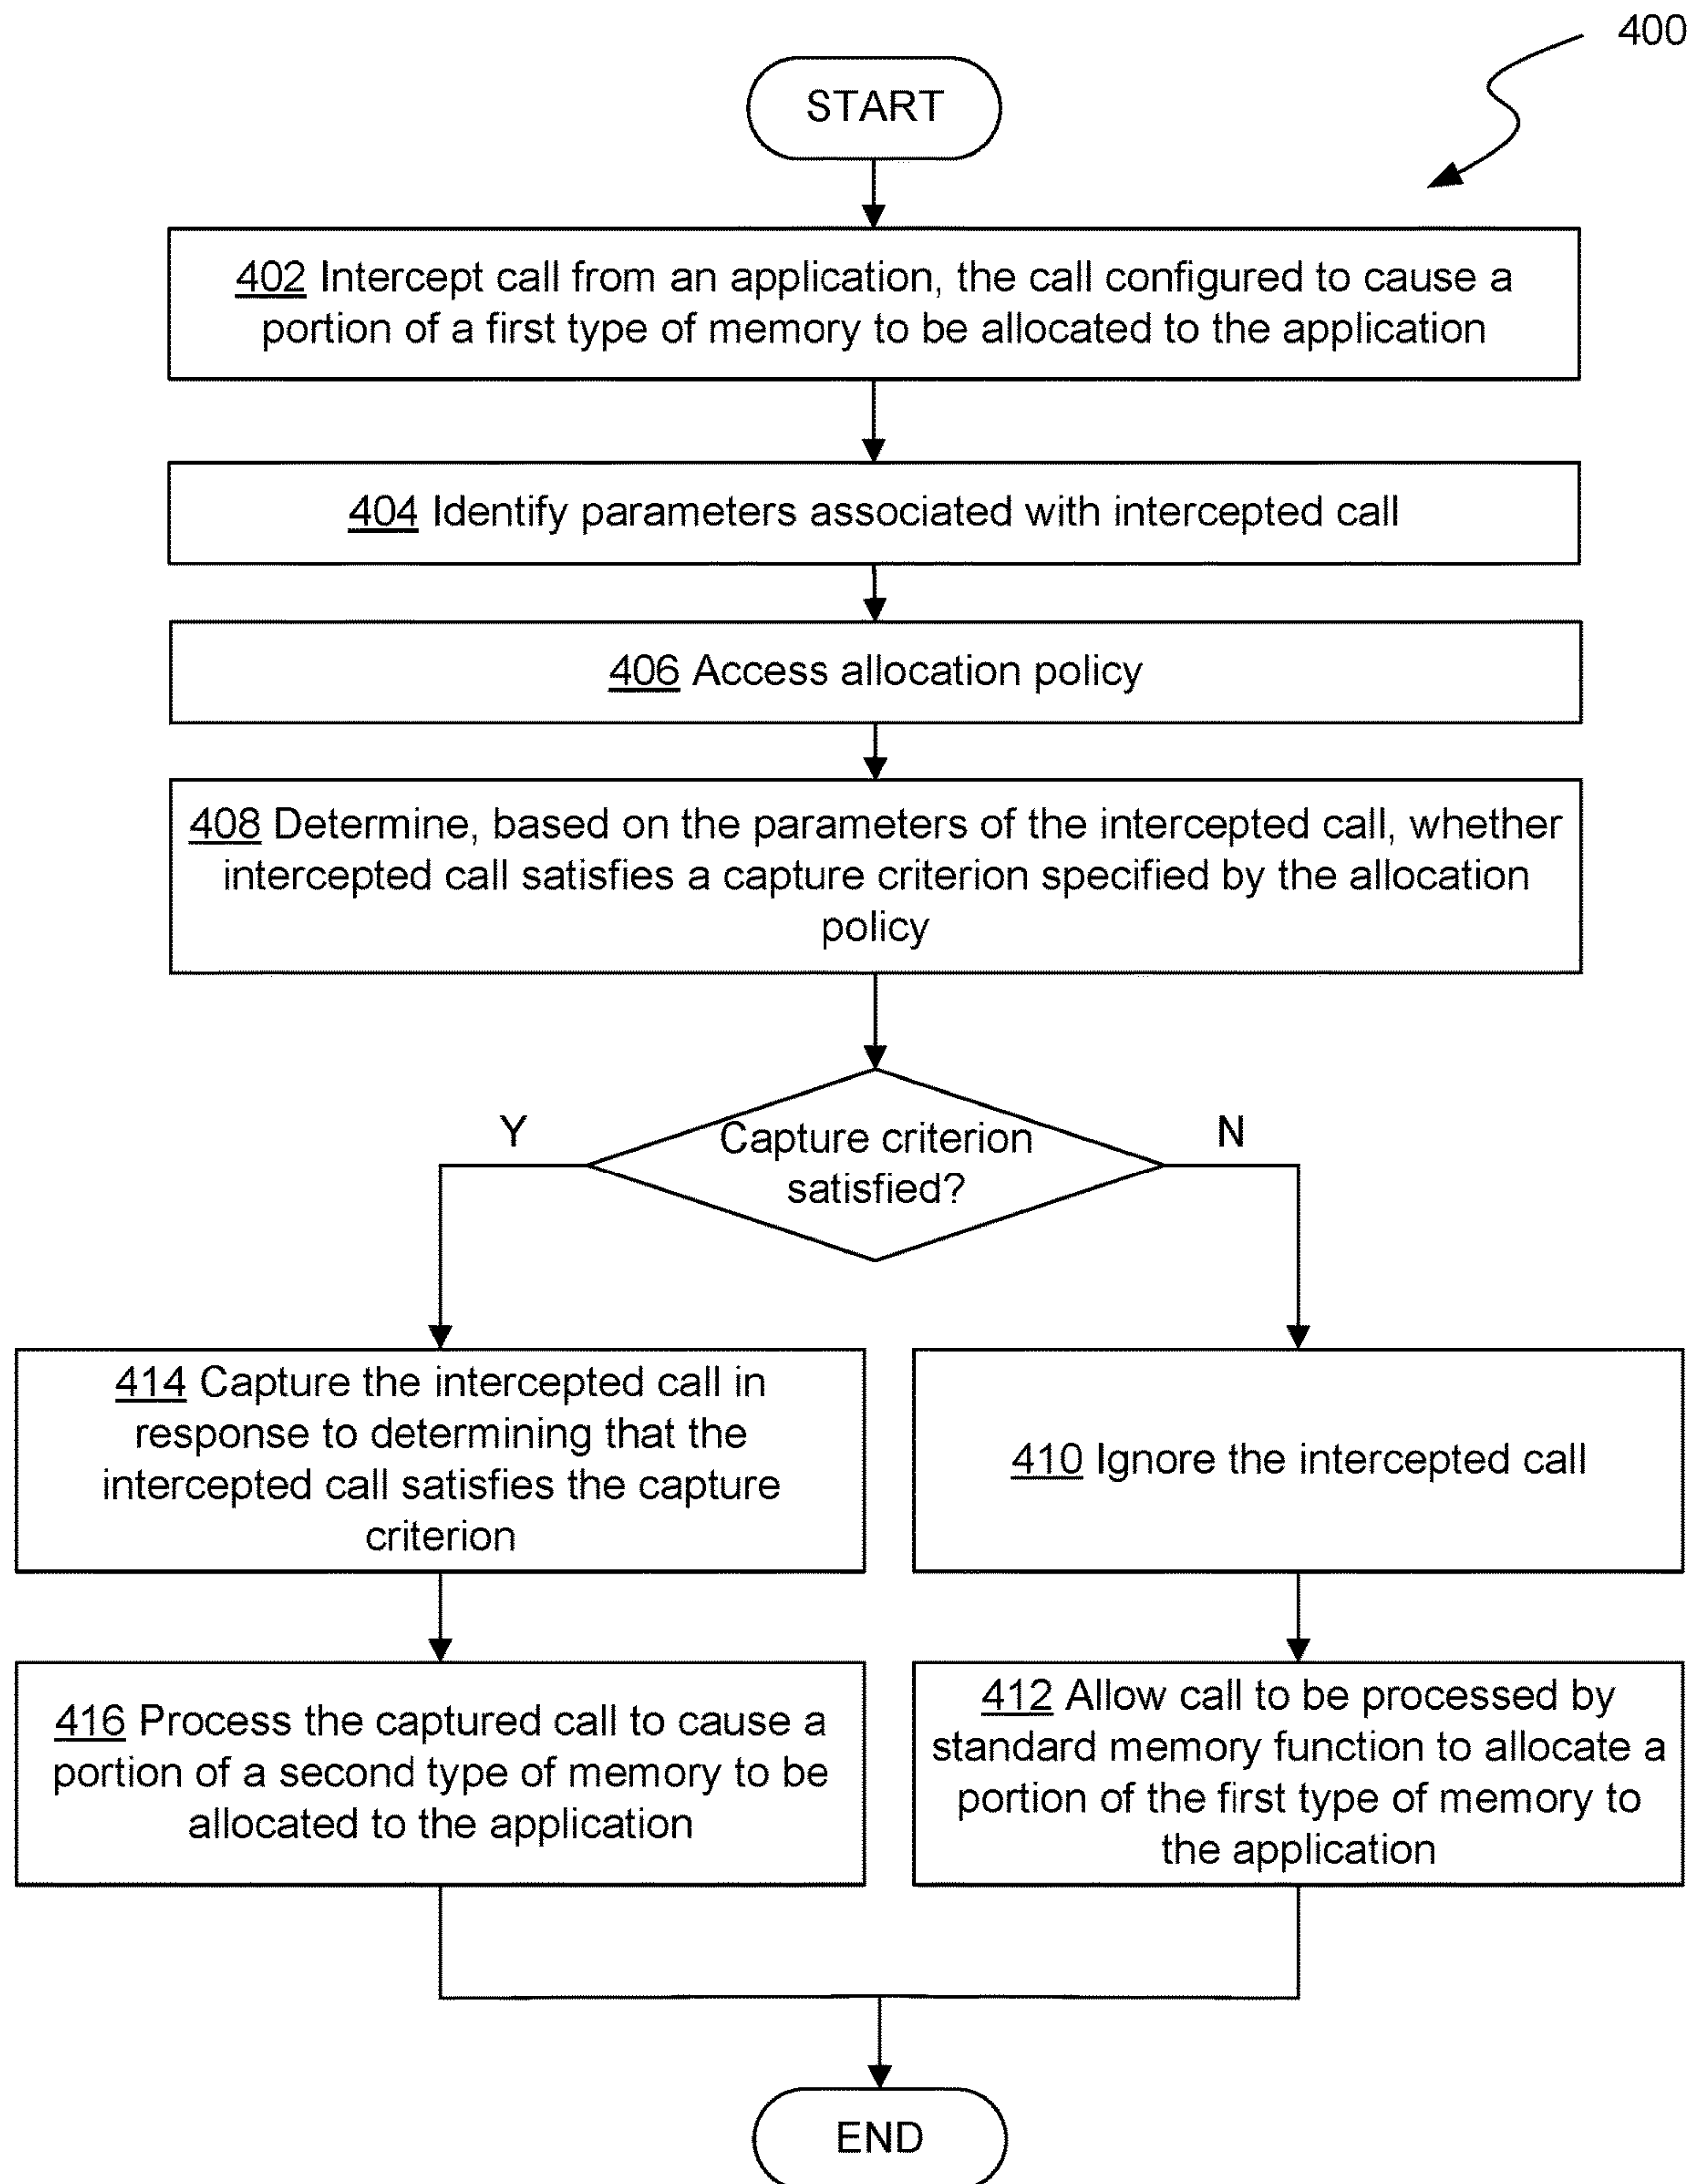 400
START
402 Intercept call from an application, the call configured to cause a
portion of a first type of memory to be allocated to the application
404 Identify parameters associated with intercepted call
406 Access allocation policy
408 Determine, based on the parameters of the intercepted call, whether
intercepted call satisfies a capture criterion specified by the allocation
policy
Y
N
Capture criterion
satisfied?
414 Capture the intercepted call in
response to determining that the
intercepted call satisfies the capture
criterion
410 Ignore the intercepted call
416 Process the captured call to cause a
portion of a second type of memory to be
allocated to the application
412 Allow call to be processed by
standard memory function to allocate a
portion of the first type of memory to
the application
END